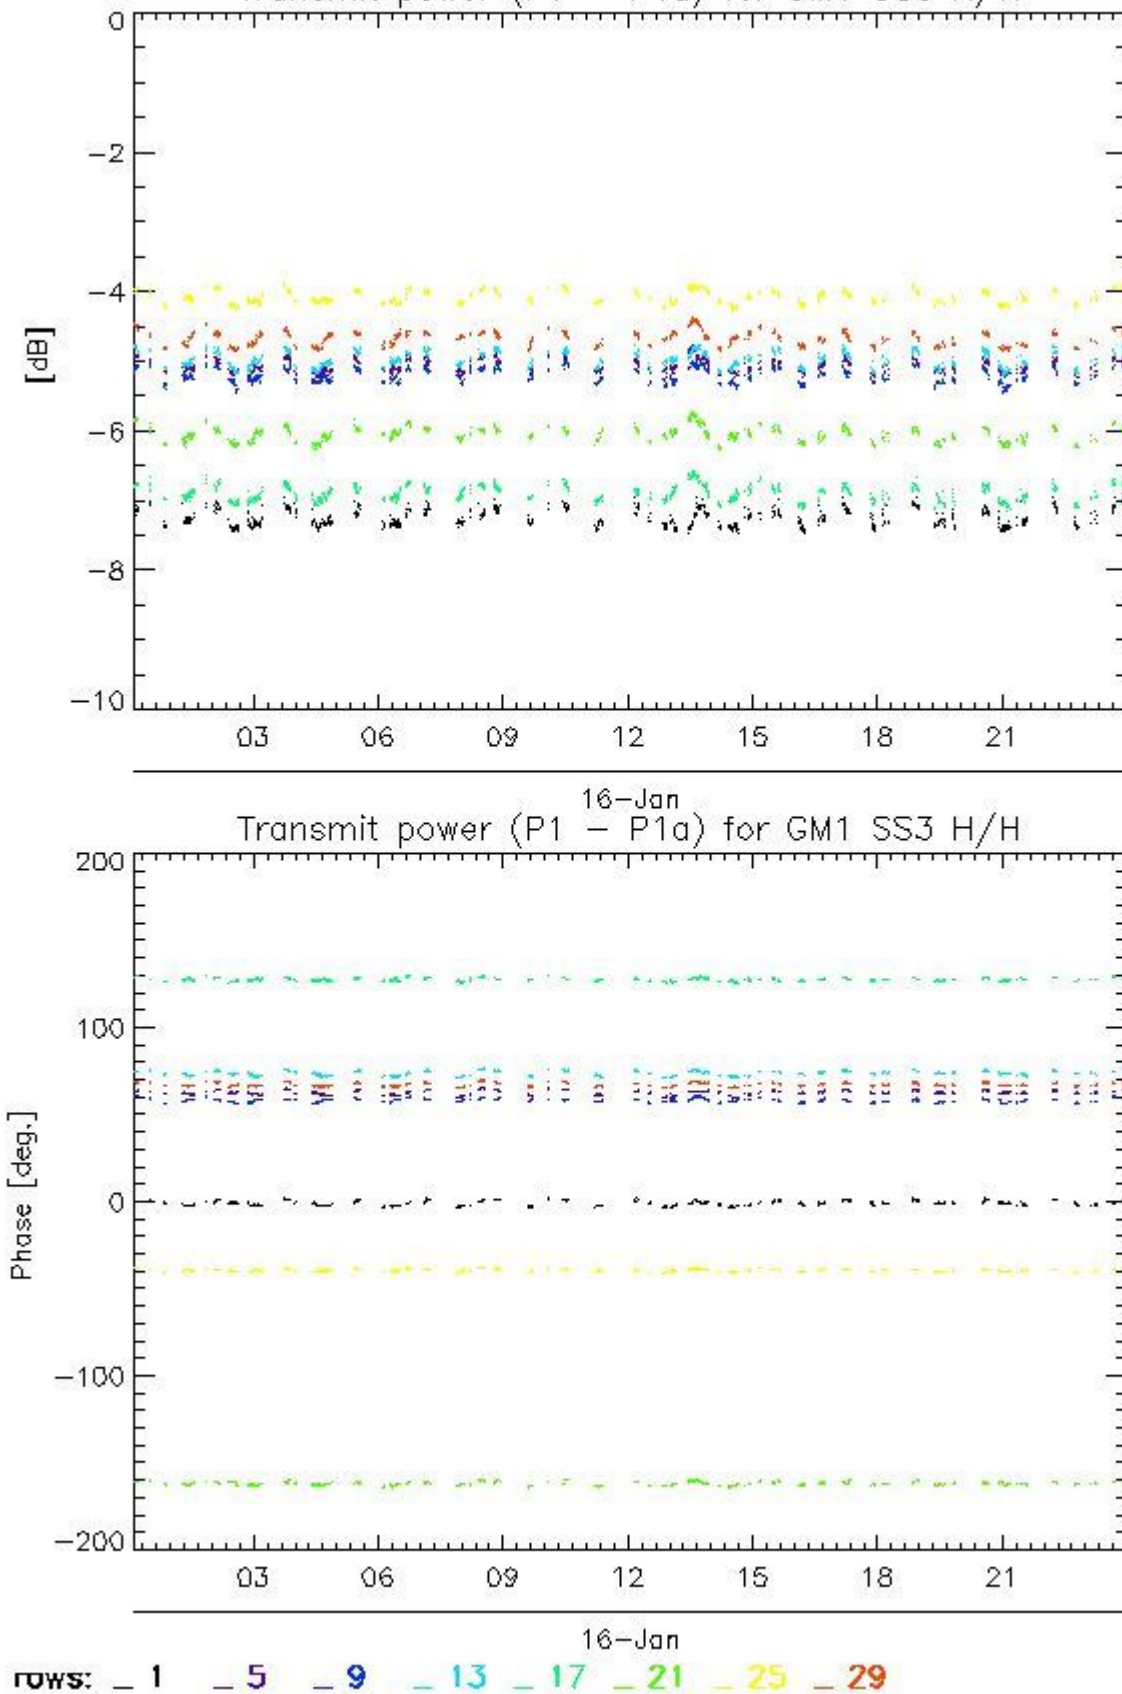 0
-2
-4
-6
-8
-10
[dB]
03 06 09 12 15 18 21
16-Jan
Transmit power (P1 - P1a) for GM1 SS3 H/H
200
100
0
-100
-200
Phase [deg.]
03 06 09 12 15 18 21
16-Jan
rows: _ 1 _ 5 _ 9 _ 13 _ 17 _ 21 _ 25 _ 29